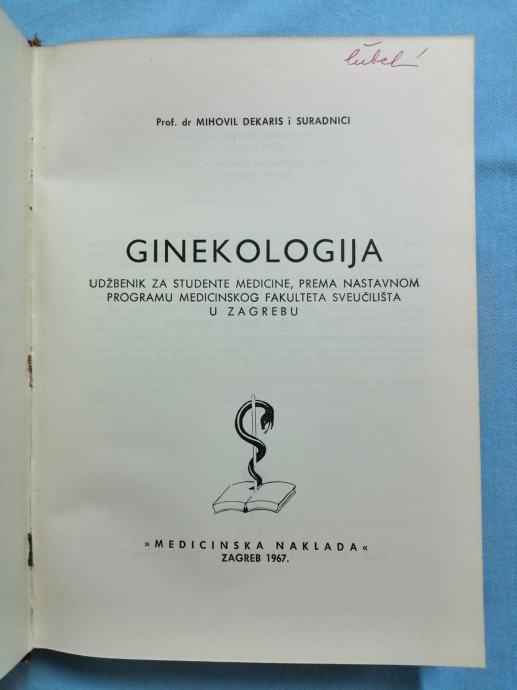 Prof. dr MIHOVIL DEKARIS i SURADNICI
GINEKOLOGIJA
UDŽBENIK ZA STUDENTE MEDICINE, PREMA NASTAVNOM
PROGRAMU MEDICINSKOG FAKULTETA SVEUČILIŠTA
U ZAGREBU
»MEDICINSKA NAKLADA«
ZAGREB 1967.